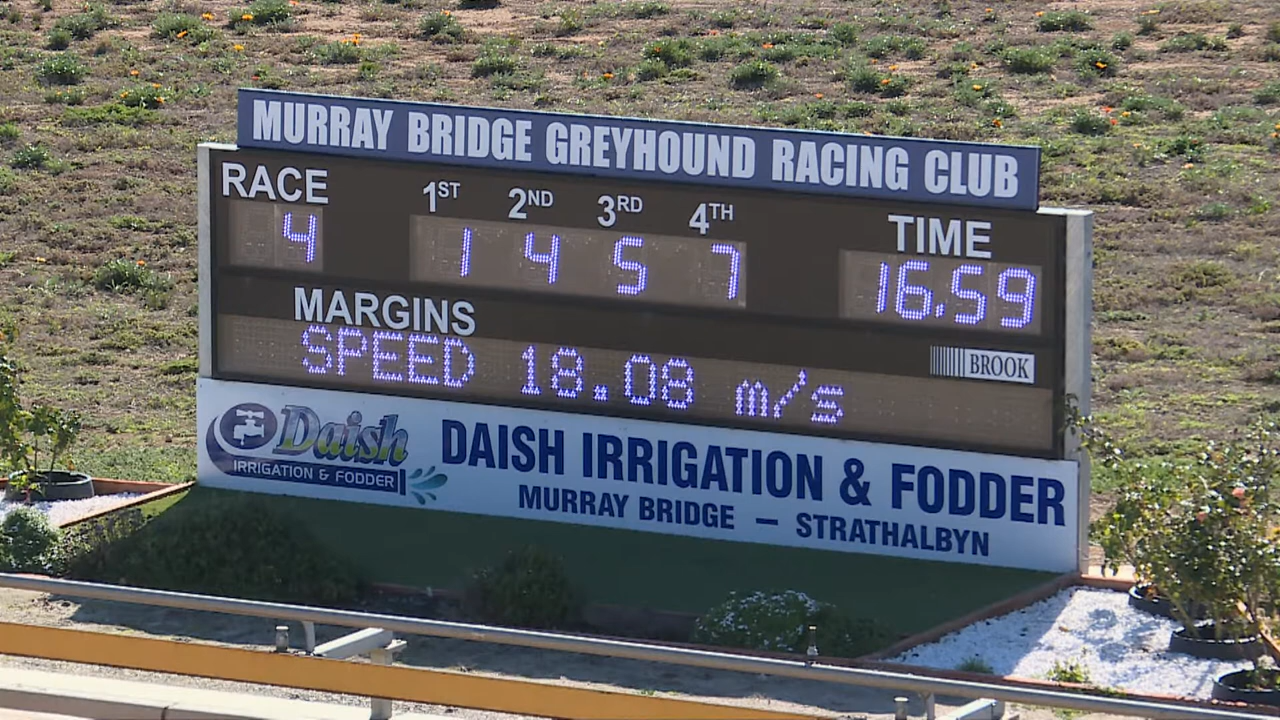 MURRAY BRIDGE GREYHOUND RACING CLUB
RACE 1ST 2ND 3RD 4TH TIME
4 1 4 5 7 16.59
MARGINS
SPEED 18.08 m/s
BROOK
Daish
IRRIGATION & FODDER
DAISH IRRIGATION & FODDER
MURRAY BRIDGE – STRATHALBYN